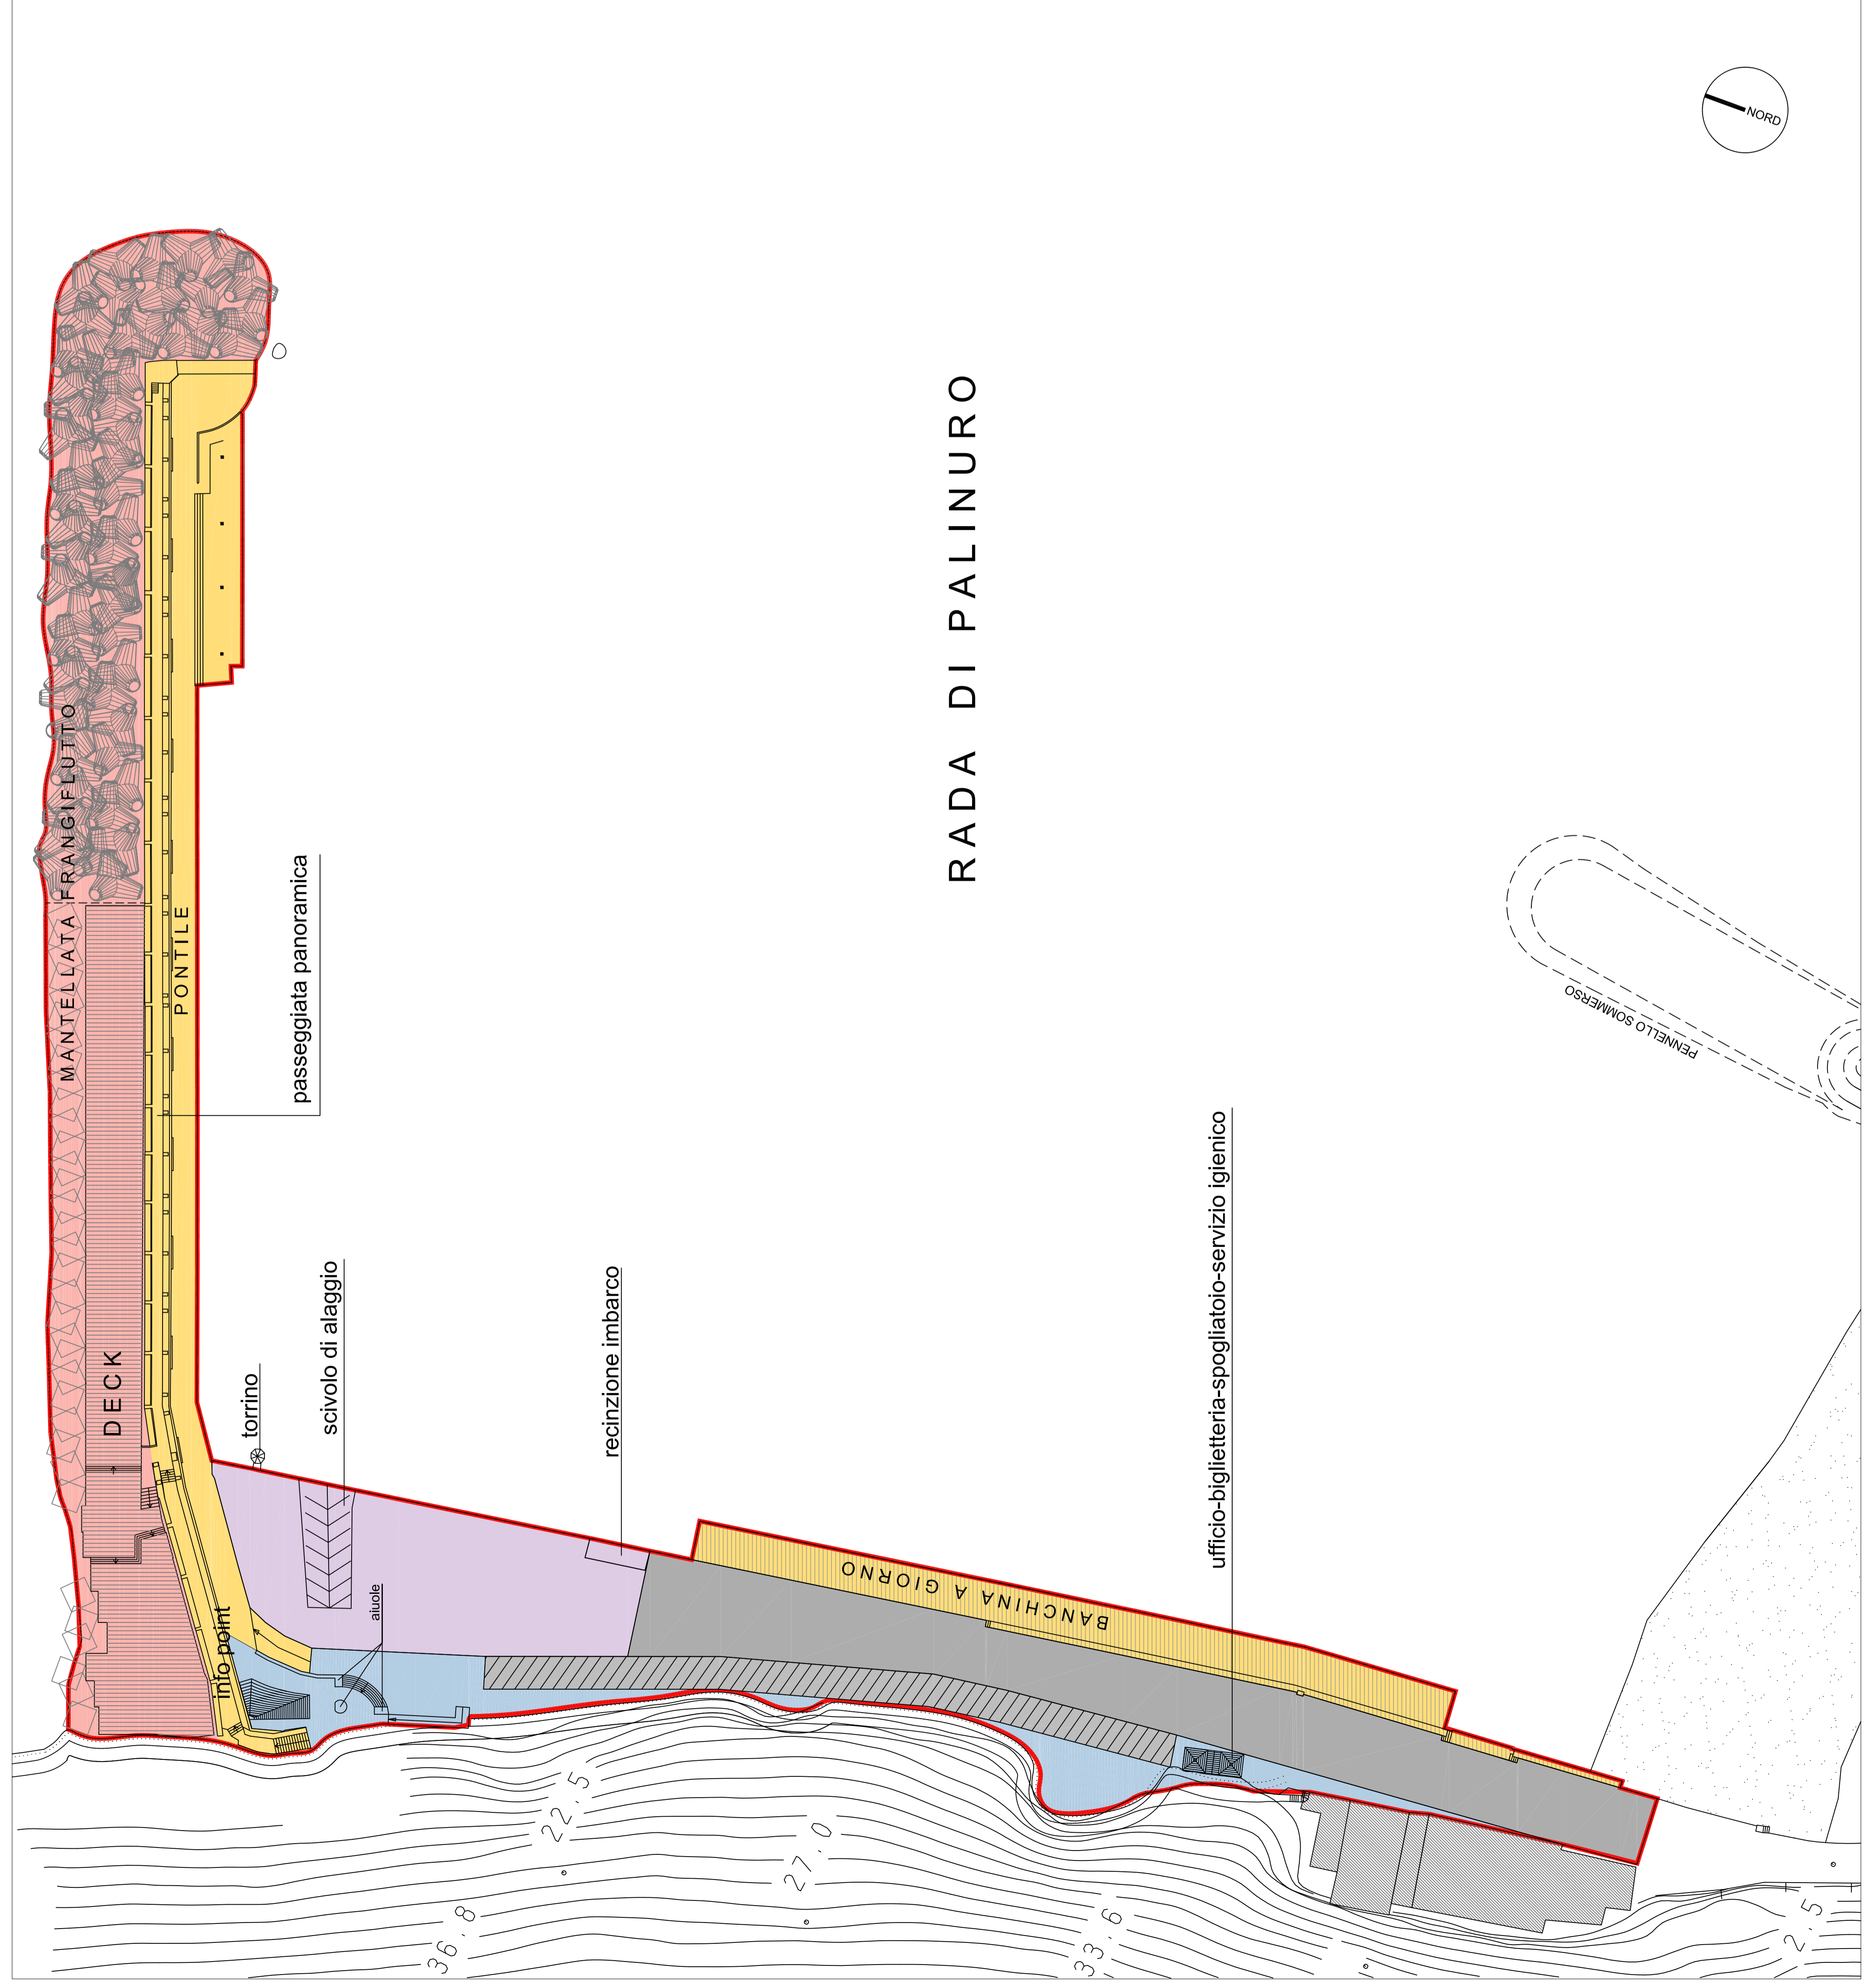 NORD
RADA DI PALINURO
MANTELLATA FRANGIFLUTTO
PONTILE
passeggiata panoramica
PENNELLO SOMMERSO
DECK
torrino
scivolo di alaggio
recinzione imbarco
ufficio-biglietteria-spogliatoio-servizio igienico
aiuole
info point
BANCHINA A GIORNO
22.5
27.0
36.8
33.6
2.5